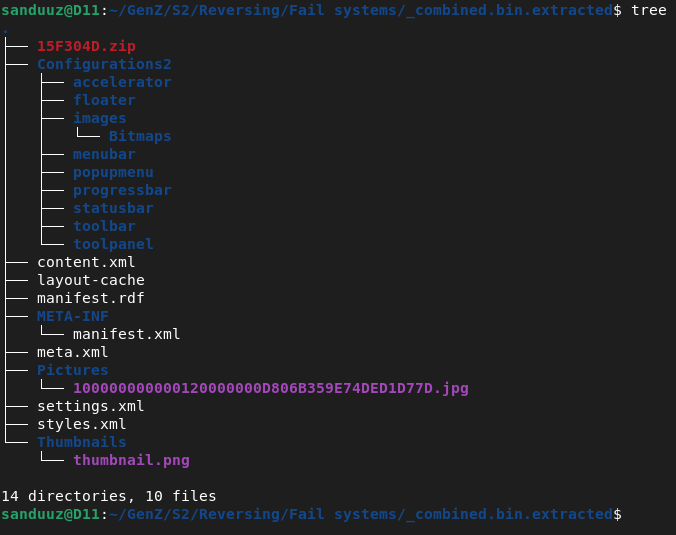 sanduuz@D11:~/GenZ/S2/Reversing/Fail systems/_combined.bin.extracted$ tree
.
├── 15F304D.zip
├── Configurations2
│   ├── accelerator
│   ├── floater
│   ├── images
│   │   └── Bitmaps
│   ├── menubar
│   ├── popupmenu
│   ├── progressbar
│   ├── statusbar
│   ├── toolbar
│   └── toolpanel
├── content.xml
├── layout-cache
├── manifest.rdf
├── META-INF
│   └── manifest.xml
├── meta.xml
├── Pictures
│   └── 100000000000120000000D806B359E74DED1D77D.jpg
├── settings.xml
├── styles.xml
└── Thumbnails
    └── thumbnail.png
14 directories, 10 files
sanduuz@D11:~/GenZ/S2/Reversing/Fail systems/_combined.bin.extracted$